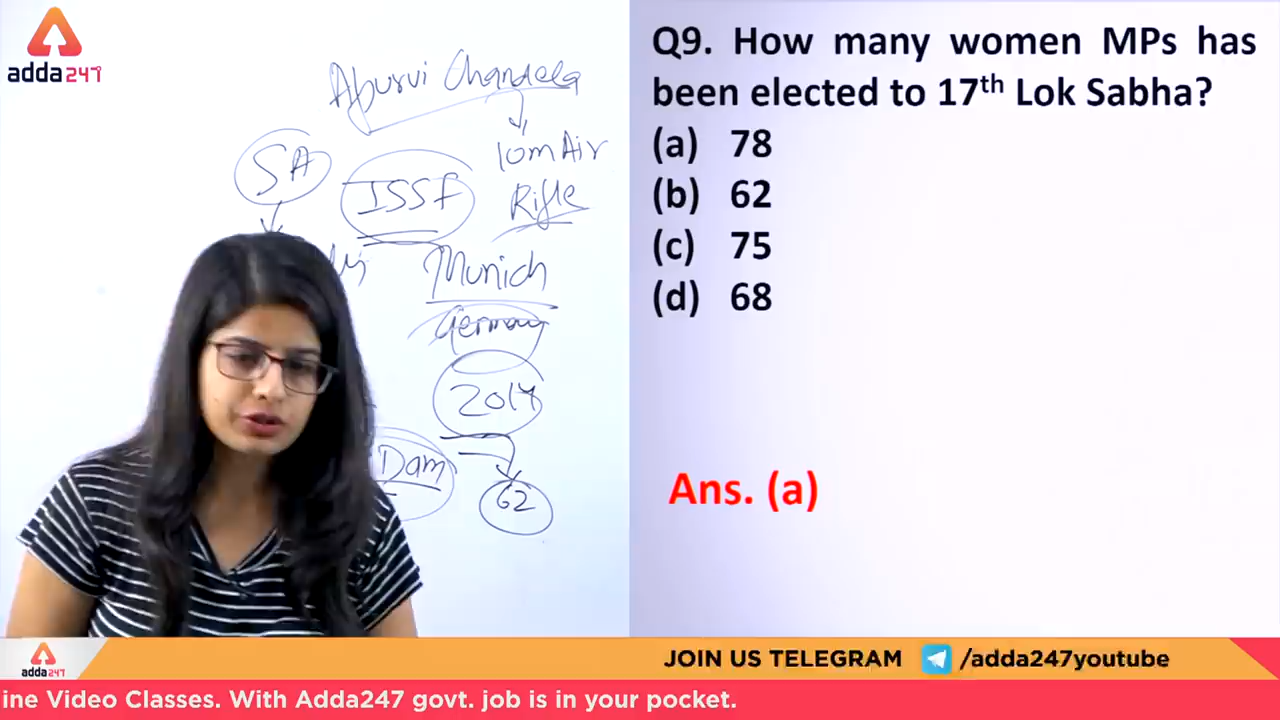 adda247
Apurvi Chandela
10m Air
Rifle
SA
ISSF
Munich
Germany
2014
Dam
62
Q9. How many women MPs has
been elected to 17th Lok Sabha?
(a) 78
(b) 62
(c) 75
(d) 68
Ans. (a)
adda247
JOIN US TELEGRAM /adda247youtube
ine Video Classes. With Adda247 govt. job is in your pocket.